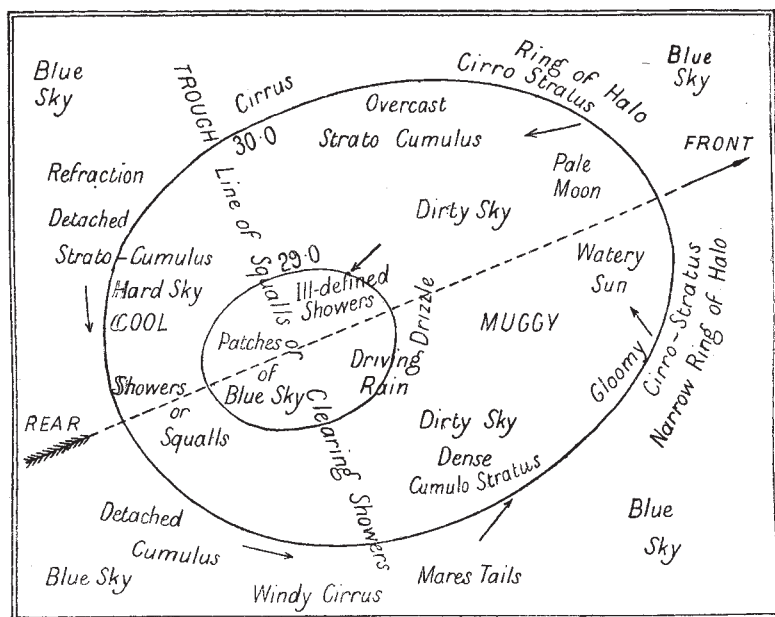 Blue
Sky
TROUGH
Cirrus
30·0
Ring of Halo
Cirro Stratus
Blue
Sky
Overcast
Strato Cumulus
Pale
Moon
FRONT
Refraction
Detached
Strato-Cumulus
Hard Sky
COOL
Line of Squalls or Clearing Showers
Dirty Sky
29·0
Ill-defined
Showers
Watery
Sun
Cirro-Stratus
Narrow Ring of Halo
Patches
of
Blue Sky
Driving
Rain
Drizzle
MUGGY
Gloomy
Showers
or
Squalls
REAR
Dirty Sky
Dense
Cumulo Stratus
Detached
Cumulus
Blue Sky
Windy Cirrus
Mares Tails
Blue
Sky